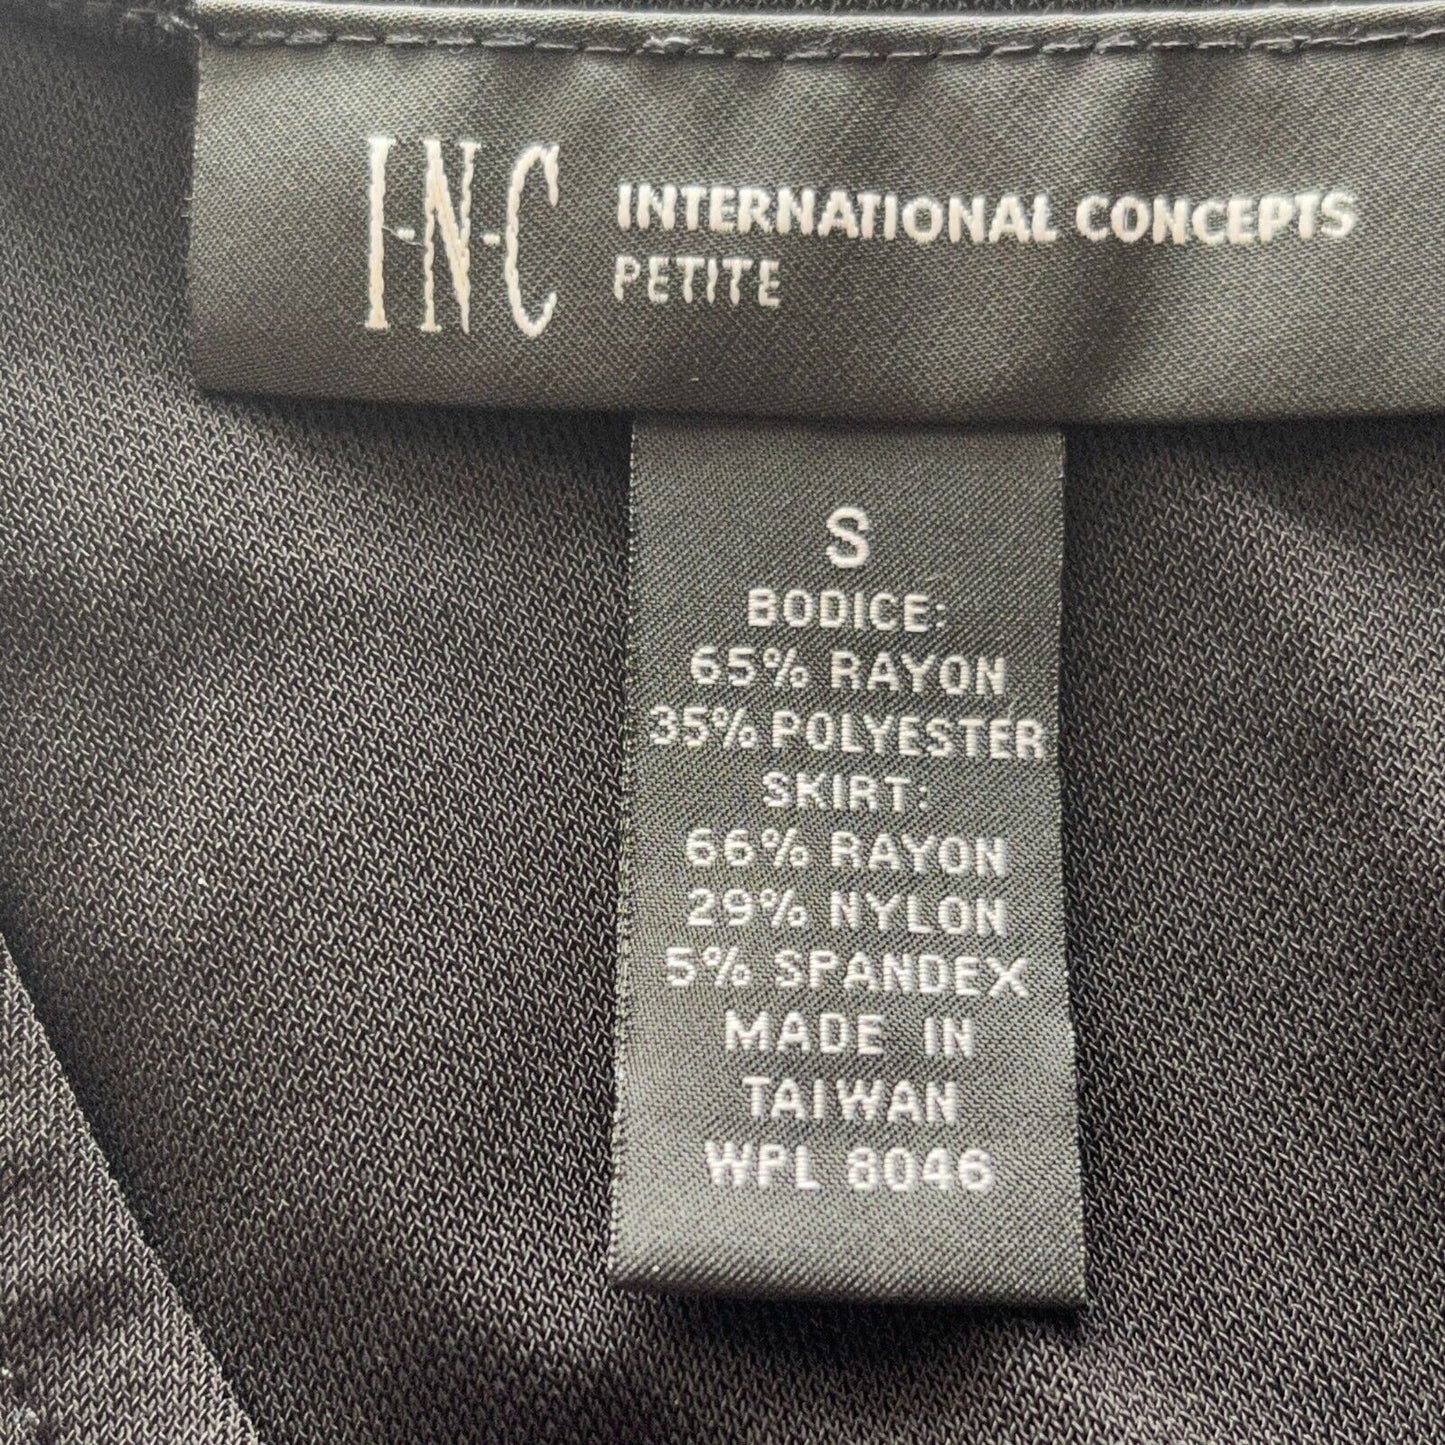 I-N-C INTERNATIONAL CONCEPTS
PETITE
S
BODICE:
65% RAYON
35% POLYESTER
SKIRT:
66% RAYON
29% NYLON
5% SPANDEX
MADE IN
TAIWAN
WPL 8046